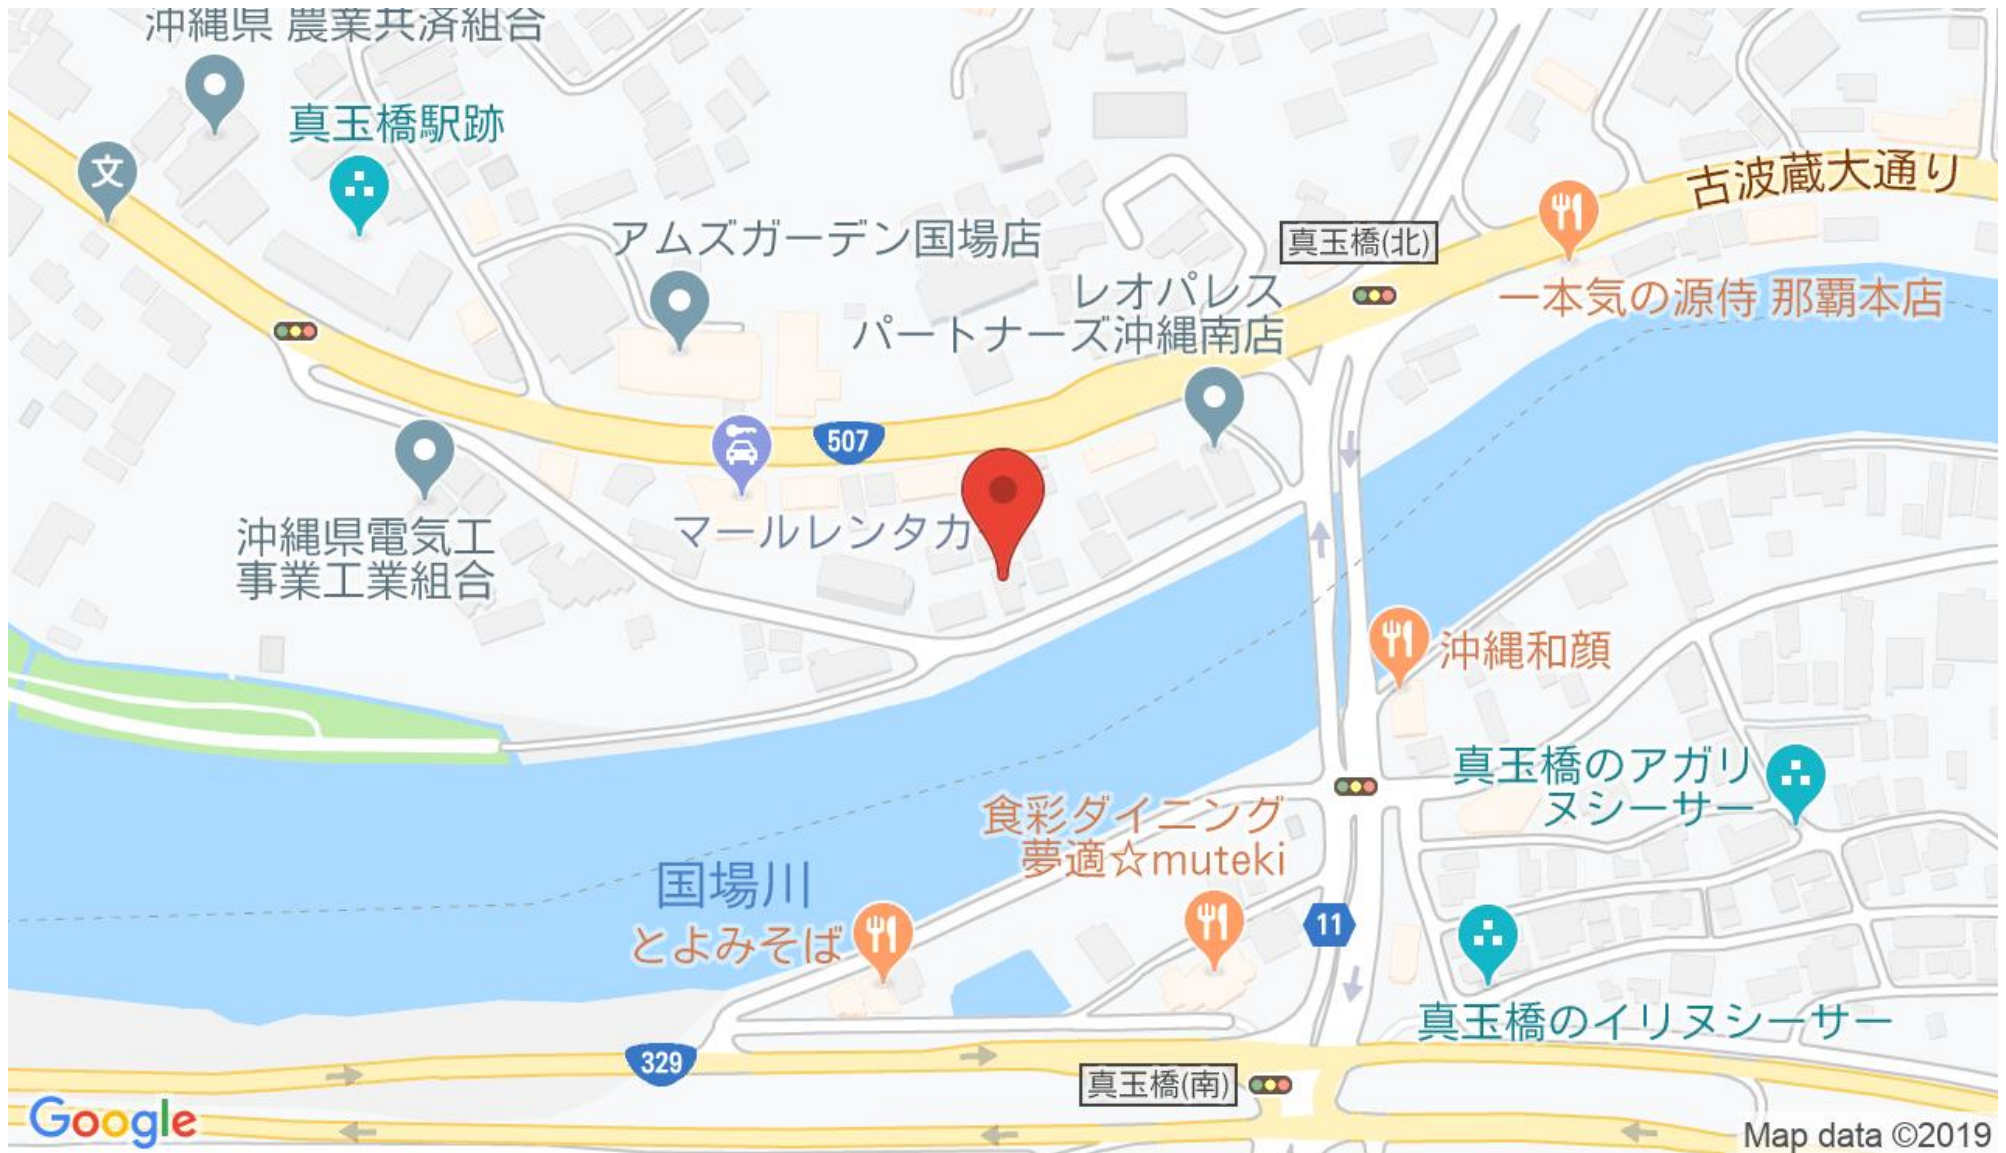 沖縄県 農業共済組合
真玉橋駅跡
文
古波蔵大通り
アムズガーデン国場店
真玉橋(北)
レオパレス
パートナーズ沖縄南店
一本気の源侍 那覇本店
507
マールレンタカ
沖縄県電気工
事業工業組合
沖縄和顔
真玉橋のアガリ
ヌシーサー
食彩ダイニング
夢適☆muteki
国場川
とよみそば
11
真玉橋のイリヌシーサー
329
真玉橋(南)
Google
Map data ©2019